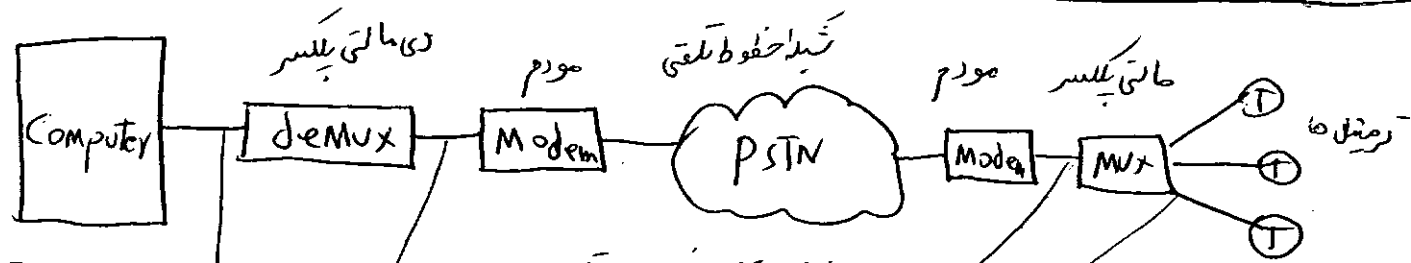 دی مالتی پلکسر
مودم
شبکه خطوط تلفنی
مودم
مالتی پلکسر
Computer
deMUX
Modem
PSTN
Modem
MUX
T
T
T
ترمینال ها